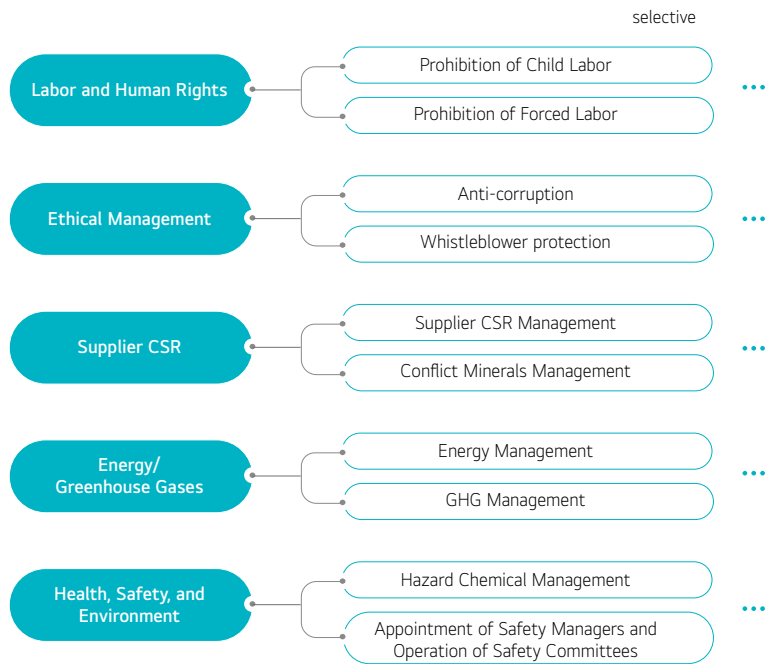 selective
Labor and Human Rights
Prohibition of Child Labor
...
Prohibition of Forced Labor
Ethical Management
Anti-corruption
...
Whistleblower protection
Supplier CSR
Supplier CSR Management
...
Conflict Minerals Management
Energy/
Greenhouse Gases
Energy Management
...
GHG Management
Health, Safety, and
Environment
Hazard Chemical Management
...
Appointment of Safety Managers and
Operation of Safety Committees